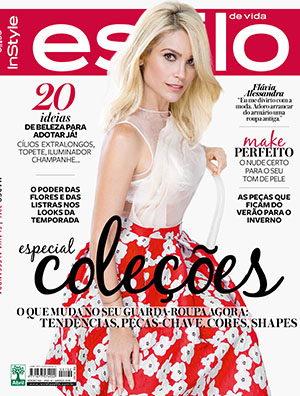 InStyle
estilo
de vida
20
ideias
DE BELEZA PARA
ADOTAR JÁ!
CÍLIOS EXTRALONGOS,
TOPETE, ILUMINADOR
CHAMPANHE...
Flávia
Alessandra
"Eu me divirto com a
moda. Adoro arrancar
do armário uma
roupa antiga"
make
PERFEITO
O NUDE CERTO
PARA O SEU
TOM DE PELE
O PODER DAS
FLORES E DAS
LISTRAS NOS
LOOKS DA
TEMPORADA
AS PEÇAS QUE
FICAM DO
VERÃO PARA O
INVERNO
especial
coleções
O QUE MUDA NO SEU GUARDA-ROUPA AGORA:
TENDÊNCIAS, PEÇAS-CHAVE, CORES, SHAPES
Abril